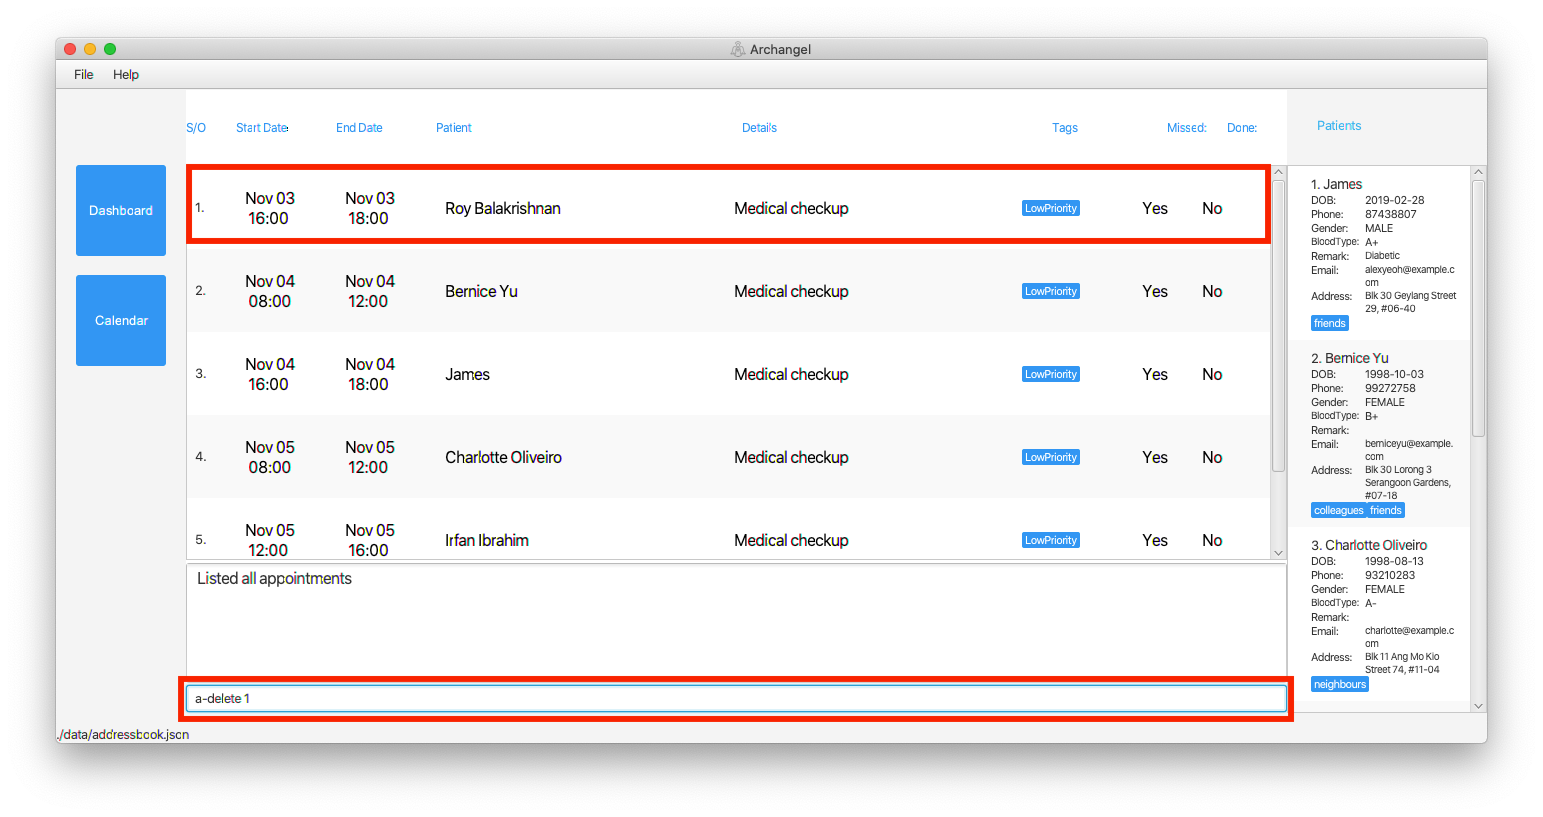 Archangel
File Help
S/O Start Date: End Date Patient Details Tags Missed: Done:
Patients
Dashboard
Calendar
1. Nov 03 16:00 Nov 03 18:00 Roy Balakrishnan Medical checkup LowPriority Yes No
2. Nov 04 08:00 Nov 04 12:00 Bernice Yu Medical checkup LowPriority Yes No
3. Nov 04 16:00 Nov 04 18:00 James Medical checkup LowPriority Yes No
4. Nov 05 08:00 Nov 05 12:00 Charlotte Oliveiro Medical checkup LowPriority Yes No
5. Nov 05 12:00 Nov 05 16:00 Irfan Ibrahim Medical checkup LowPriority Yes No
Listed all appointments
a-delete 1
1. James
DOB: 2019-02-28
Phone: 87438807
Gender: MALE
BloodType: A+
Remark: Diabetic
Email: alexyeoh@example.c
om
Address: Blk 30 Geylang Street
29, #06-40
friends
2. Bernice Yu
DOB: 1998-10-03
Phone: 99272758
Gender: FEMALE
BloodType: B+
Remark:
Email: berniceyu@example.
com
Address: Blk 30 Lorong 3
Serangoon Gardens,
#07-18
colleagues friends
3. Charlotte Oliveiro
DOB: 1998-08-13
Phone: 93210283
Gender: FEMALE
BloodType: A-
Remark:
Email: charlotte@example.c
om
Address: Blk 11 Ang Mo Kio
Street 74, #11-04
neighbours
./data/addressbook.json